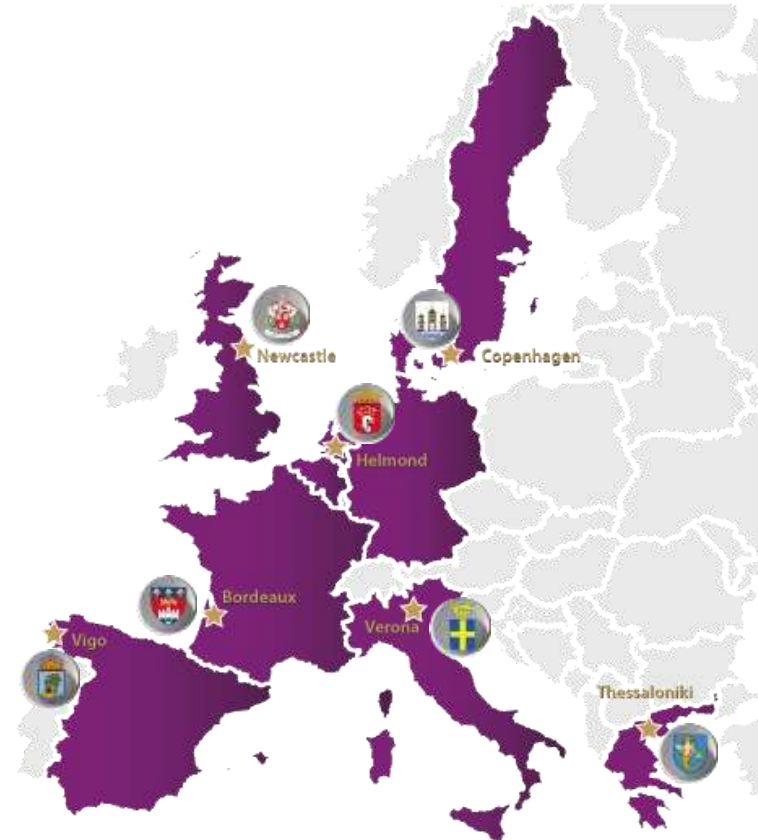 Newcastle
Copenhagen
Helmond
Bordeaux
Verona
Vigo
Thessaloniki